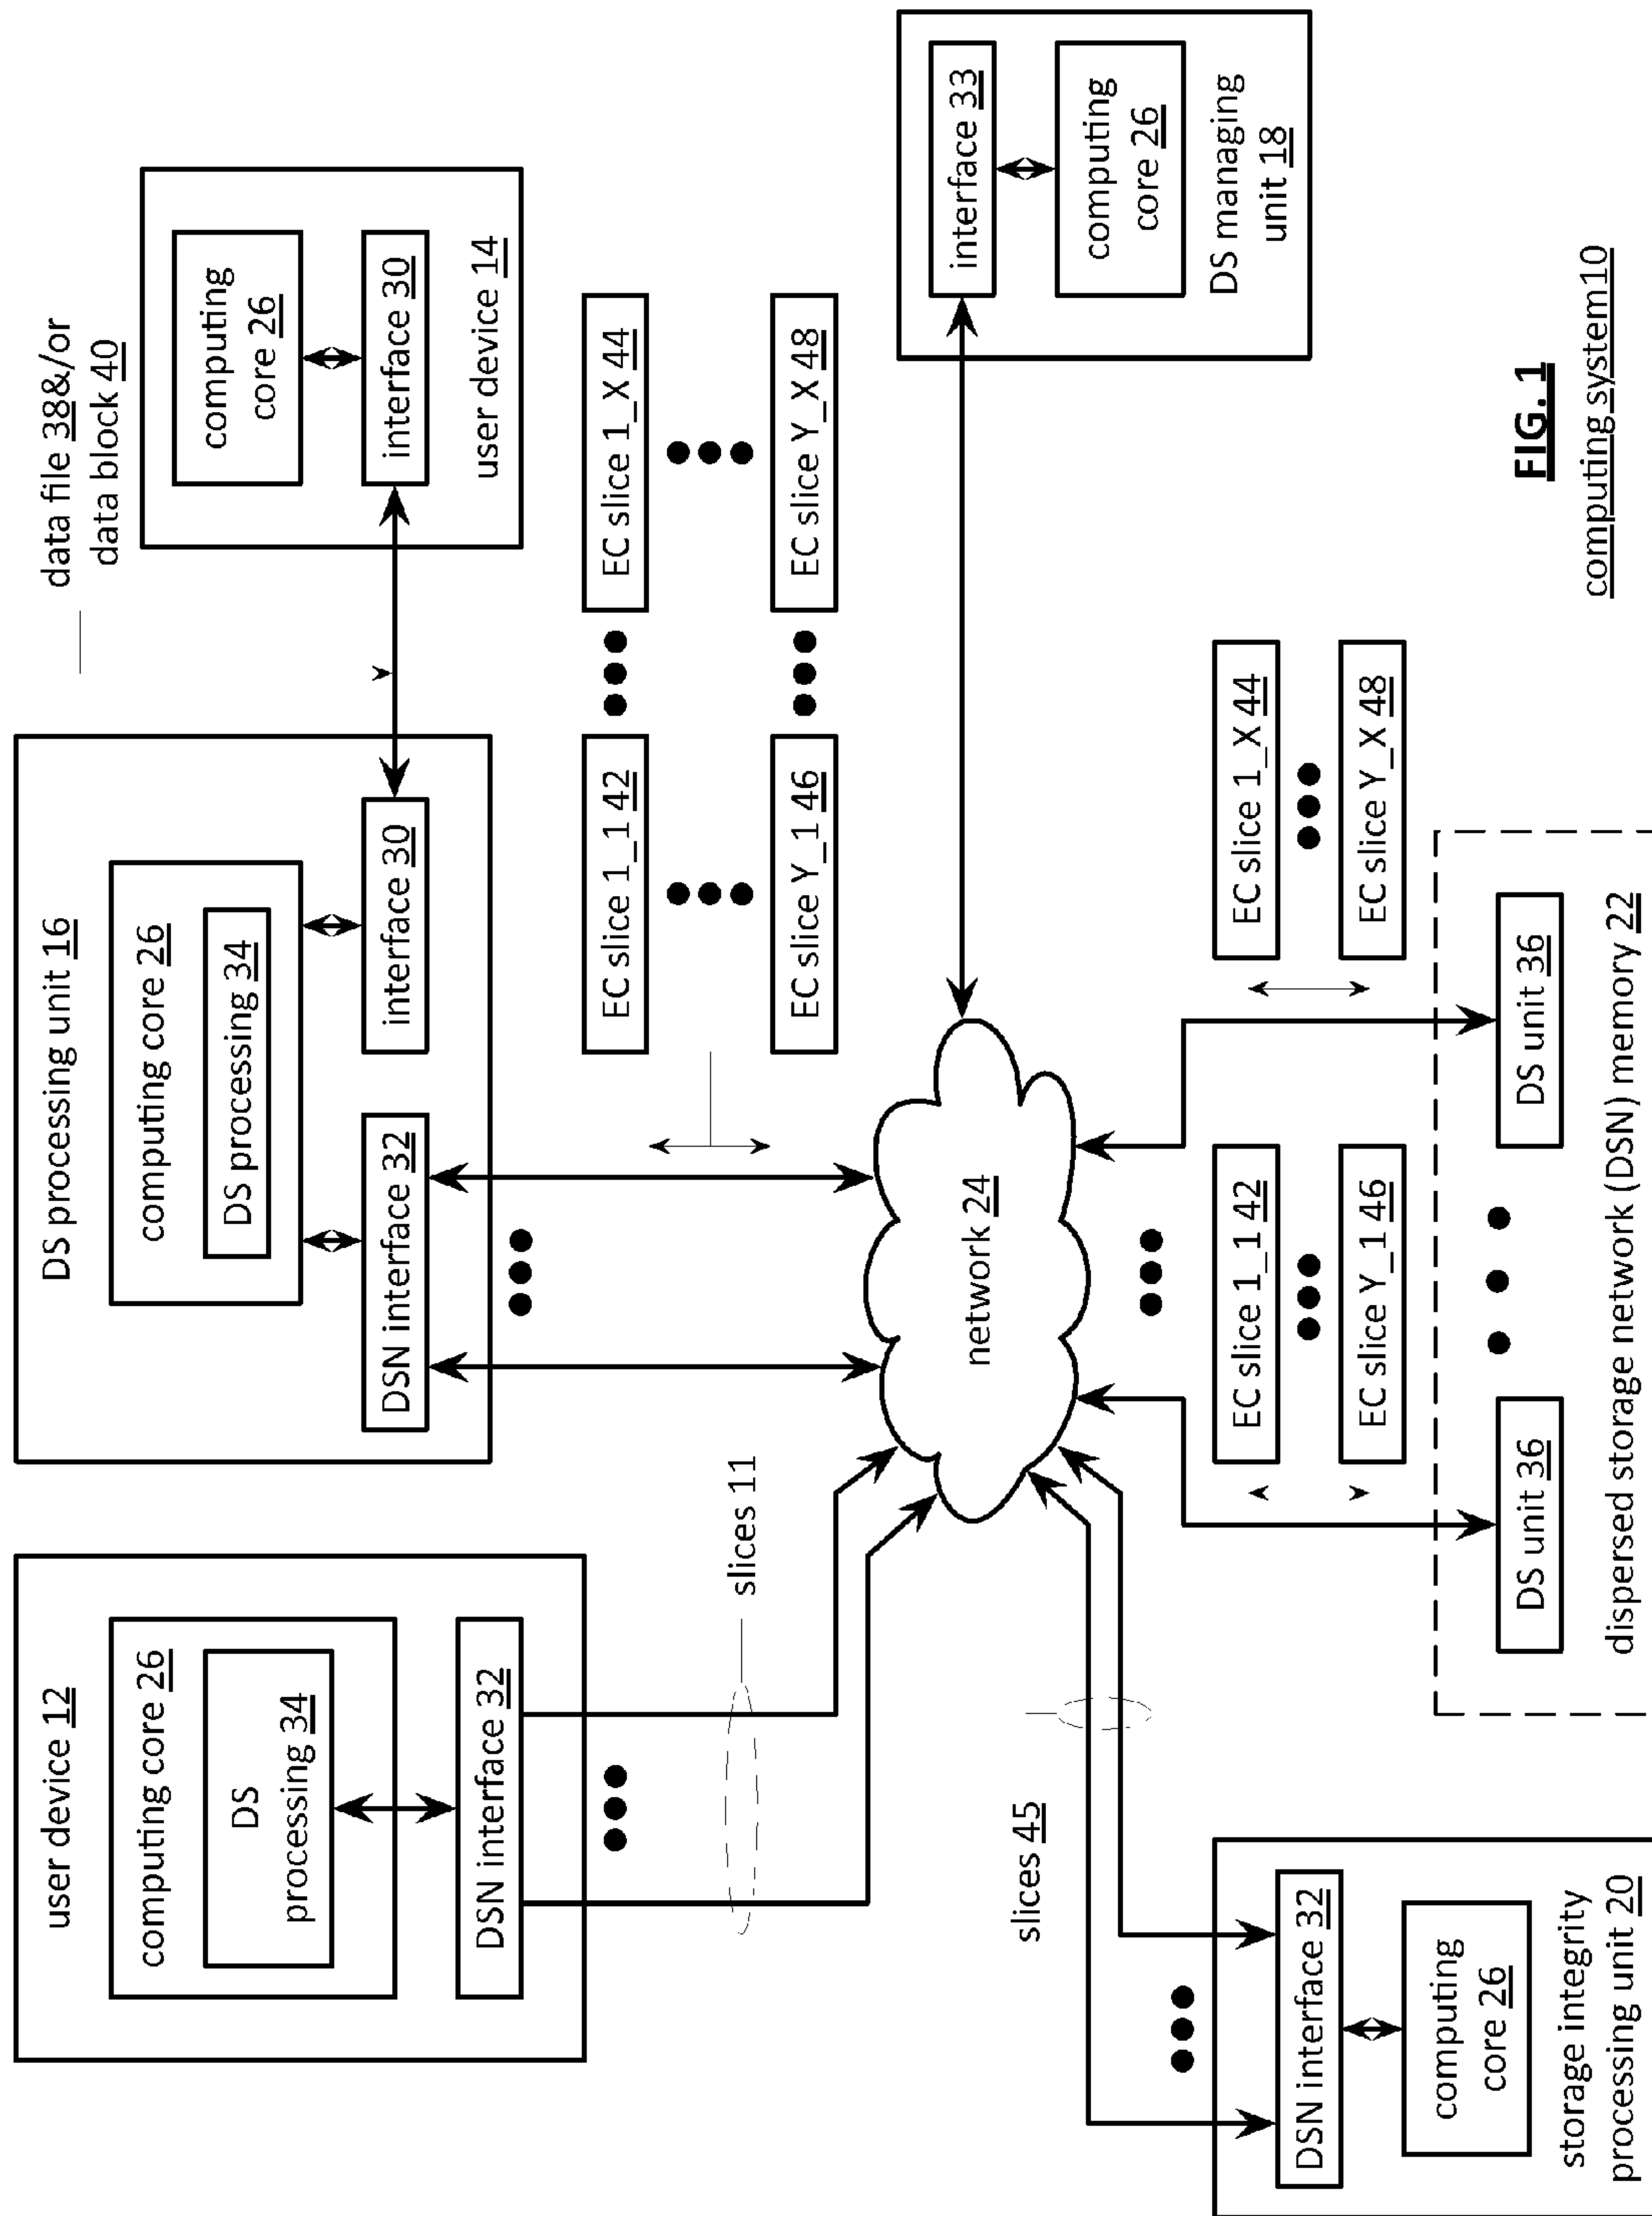 user device 12
computing core 26
DS
processing 34
DSN interface 32
slices 11
DS processing unit 16
computing core 26
DS processing 34
DSN interface 32
interface 30
data file 38&/or
data block 40
computing
core 26
interface 30
user device 14
EC slice 1_1 42
EC slice 1_X 44
EC slice Y_1 46
EC slice Y_X 48
network 24
interface 33
computing
core 26
DS managing
unit 18
slices 45
DSN interface 32
computing
core 26
storage integrity
processing unit 20
EC slice 1_1 42
EC slice Y_1 46
EC slice 1_X 44
EC slice Y_X 48
DS unit 36
DS unit 36
dispersed storage network (DSN) memory 22
FIG. 1
computing system10